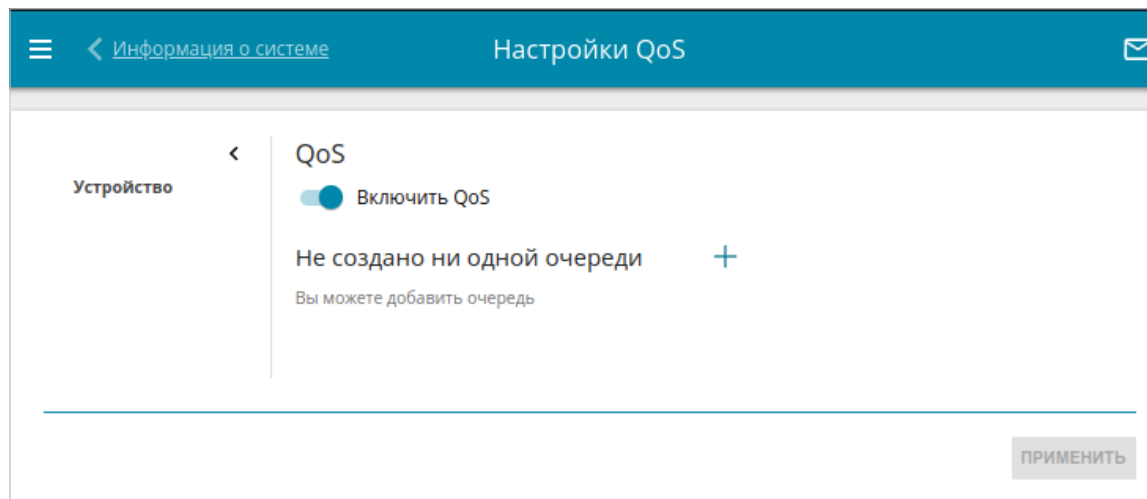 Информация о системе
Настройки QoS
Устройство
QoS
Включить QoS
Не создано ни одной очереди
Вы можете добавить очередь
ПРИМЕНИТЬ